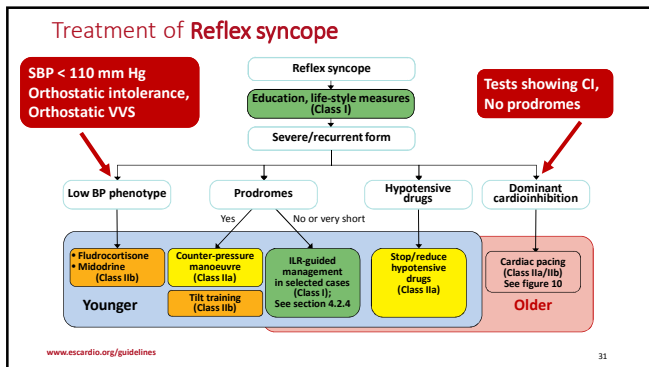 Treatment of Reflex syncope
SBP < 110 mm Hg
Orthostatic intolerance,
Orthostatic VVS
Reflex syncope
Education, life-style measures
(Class I)
Severe/recurrent form
Tests showing CI,
No prodromes
Low BP phenotype
Prodromes
Hypotensive
drugs
Dominant
cardioinhibition
Yes
No or very short
• Fludrocortisone
• Midodrine
(Class IIb)
Counter-pressure
manoeuvre
(Class IIa)
Tilt training
(Class IIb)
ILR-guided
management
in selected cases
(Class I);
See section 4.2.4
Stop/reduce
hypotensive
drugs
(Class IIa)
Cardiac pacing
(Class IIa/IIb)
See figure 10
Younger
Older
www.escardio.org/guidelines
31